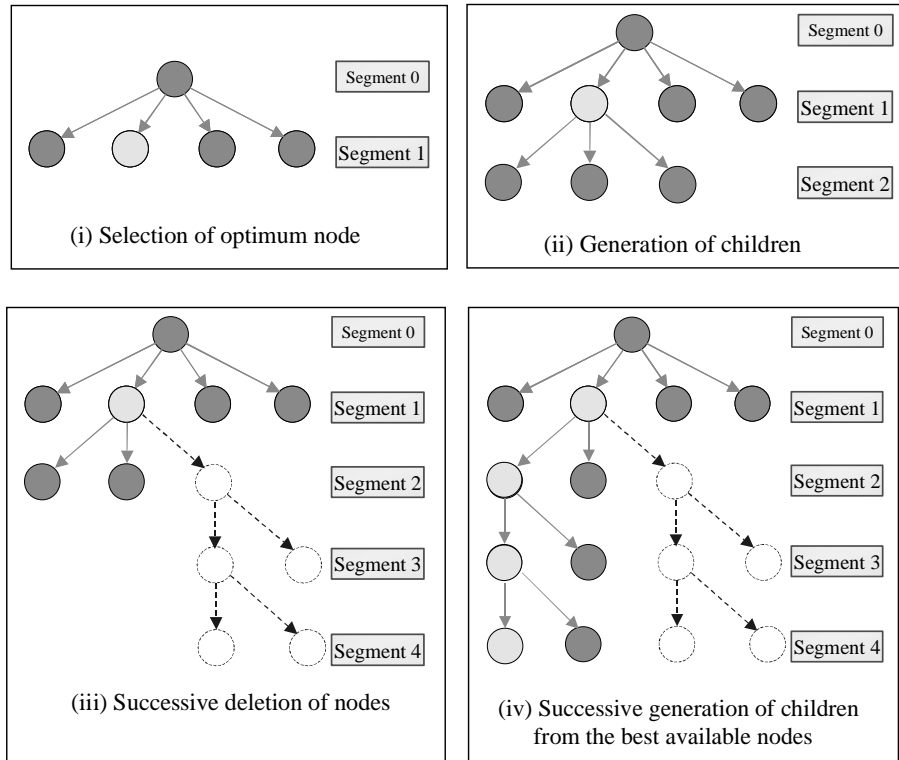 Segment 0
Segment 1
(i) Selection of optimum node
Segment 0
Segment 1
Segment 2
(ii) Generation of children
Segment 0
Segment 1
Segment 2
Segment 3
Segment 4
(iii) Successive deletion of nodes
Segment 0
Segment 1
Segment 2
Segment 3
Segment 4
(iv) Successive generation of children
from the best available nodes